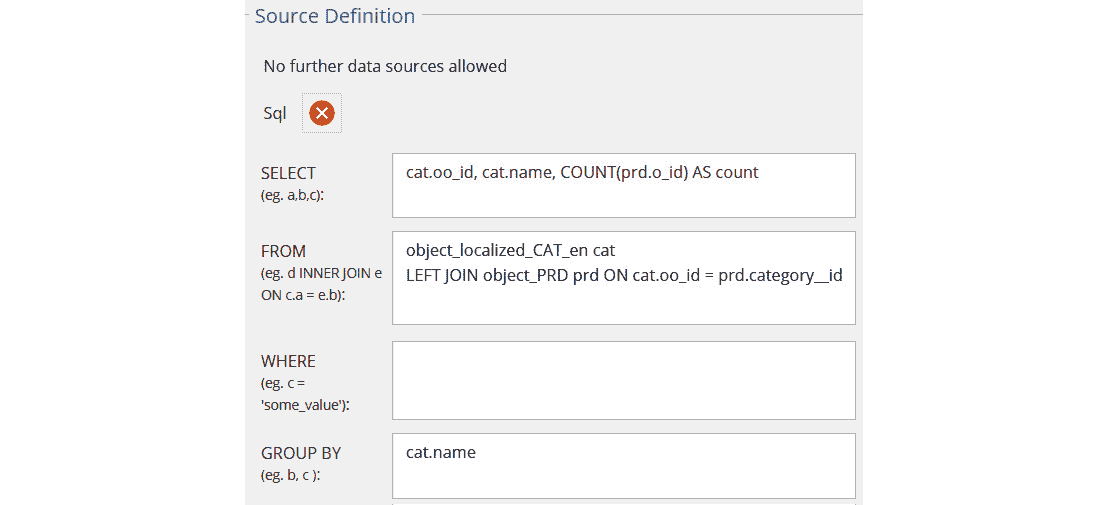 Source Definition
No further data sources allowed
Sql
SELECT
(eg. a,b,c):
cat.oo_id, cat.name, COUNT(prd.o_id) AS count
FROM
(eg. d INNER JOIN e
ON c.a = e.b):
object_localized_CAT_en cat
LEFT JOIN object_PRD prd ON cat.oo_id = prd.category__id
WHERE
(eg. c =
'some_value'):
GROUP BY
(eg. b, c ):
cat.name